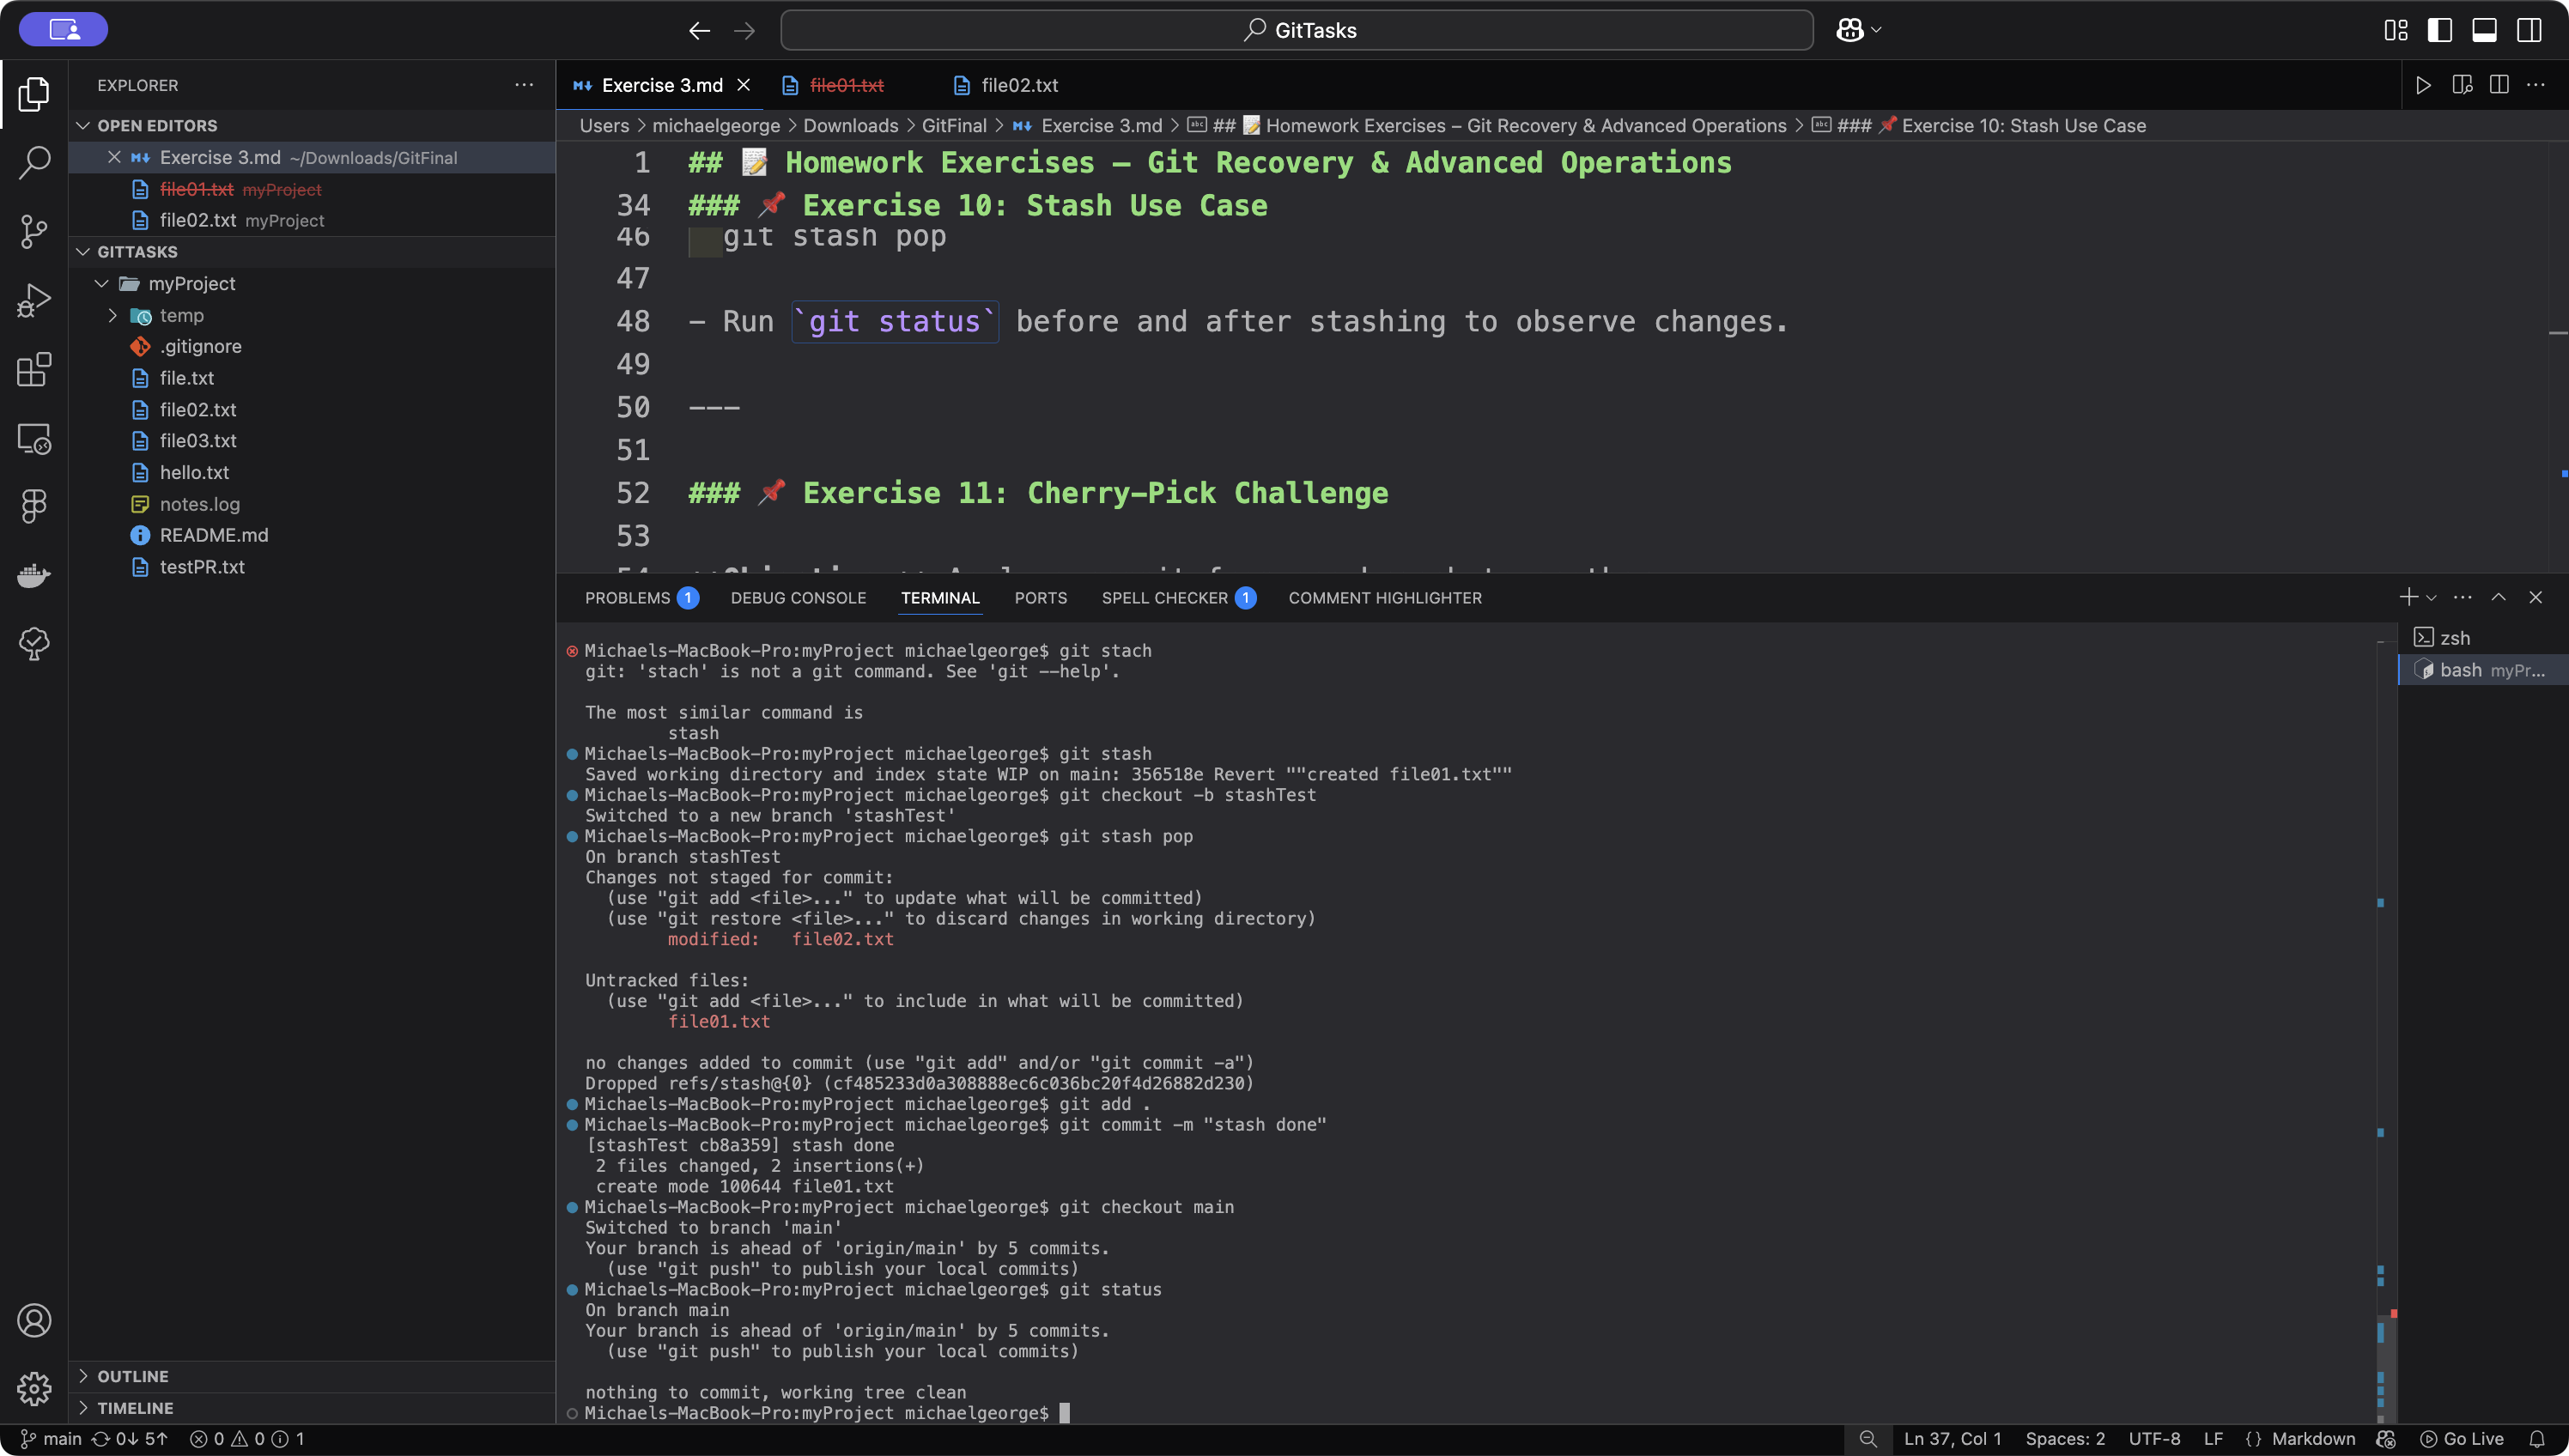 GitTasks
EXPLORER
OPEN EDITORS
Exercise 3.md ~/Downloads/GitFinal
file01.txt myProject
file02.txt myProject
GITTASKS
myProject
temp
.gitignore
file.txt
file02.txt
file03.txt
hello.txt
notes.log
README.md
testPR.txt
OUTLINE
TIMELINE
Exercise 3.md
file01.txt
file02.txt
Users > michaelgeorge > Downloads > GitFinal > Exercise 3.md > ## 📝 Homework Exercises – Git Recovery & Advanced Operations > ### 📌 Exercise 10: Stash Use Case
1 ## 📝 Homework Exercises – Git Recovery & Advanced Operations
34 ### 📌 Exercise 10: Stash Use Case
46 git stash pop
47
48 - Run `git status` before and after stashing to observe changes.
49
50 ---
51
52 ### 📌 Exercise 11: Cherry-Pick Challenge
53
PROBLEMS 1 DEBUG CONSOLE TERMINAL PORTS SPELL CHECKER 1 COMMENT HIGHLIGHTER
Michaels-MacBook-Pro:myProject michaelgeorge$ git stach
git: 'stach' is not a git command. See 'git --help'.
The most similar command is
stash
Michaels-MacBook-Pro:myProject michaelgeorge$ git stash
Saved working directory and index state WIP on main: 356518e Revert ""created file01.txt""
Michaels-MacBook-Pro:myProject michaelgeorge$ git checkout -b stashTest
Switched to a new branch 'stashTest'
Michaels-MacBook-Pro:myProject michaelgeorge$ git stash pop
On branch stashTest
Changes not staged for commit:
(use "git add <file>..." to update what will be committed)
(use "git restore <file>..." to discard changes in working directory)
modified: file02.txt
Untracked files:
(use "git add <file>..." to include in what will be committed)
file01.txt
no changes added to commit (use "git add" and/or "git commit -a")
Dropped refs/stash@{0} (cf485233d0a308888ec6c036bc20f4d26882d230)
Michaels-MacBook-Pro:myProject michaelgeorge$ git add .
Michaels-MacBook-Pro:myProject michaelgeorge$ git commit -m "stash done"
[stashTest cb8a359] stash done
2 files changed, 2 insertions(+)
create mode 100644 file01.txt
Michaels-MacBook-Pro:myProject michaelgeorge$ git checkout main
Switched to branch 'main'
Your branch is ahead of 'origin/main' by 5 commits.
(use "git push" to publish your local commits)
Michaels-MacBook-Pro:myProject michaelgeorge$ git status
On branch main
Your branch is ahead of 'origin/main' by 5 commits.
(use "git push" to publish your local commits)
nothing to commit, working tree clean
Michaels-MacBook-Pro:myProject michaelgeorge$
zsh
bash myPr...
main 0↓ 5↑ 0 0 1
Ln 37, Col 1 Spaces: 2 UTF-8 LF {} Markdown Go Live